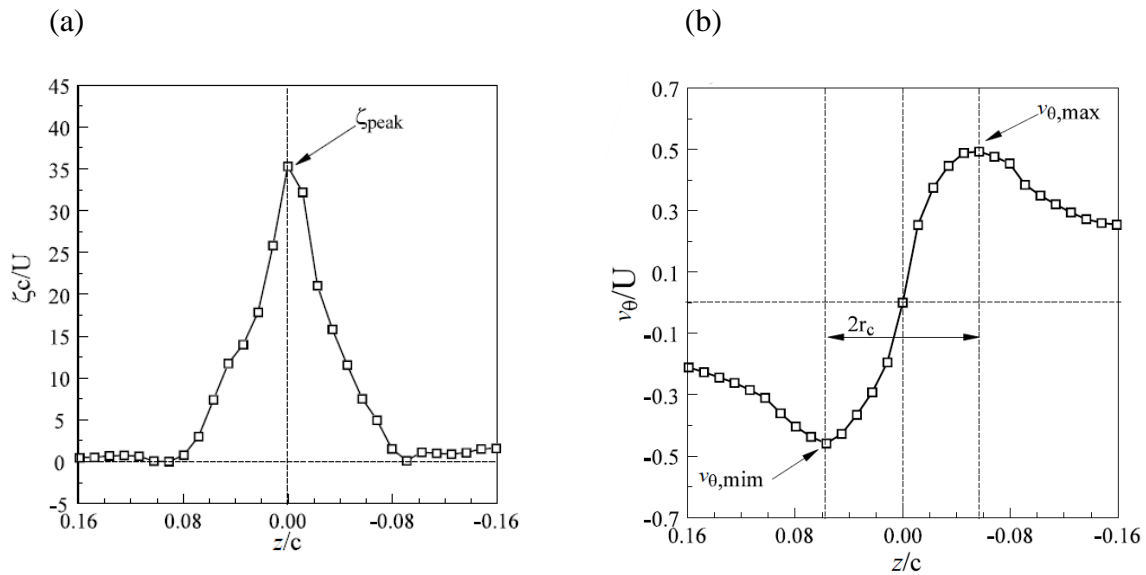 (a)
(b)
45
40
35
30
25
20
15
10
5
0
-5
ζc/U
ζpeak
0.16
0.08
0.00
-0.08
-0.16
z/c
0.7
0.5
0.3
0.1
-0.1
-0.3
-0.5
-0.7
vθ/U
vθ,max
2rc
vθ,mim
0.16
0.08
0.00
-0.08
-0.16
z/c